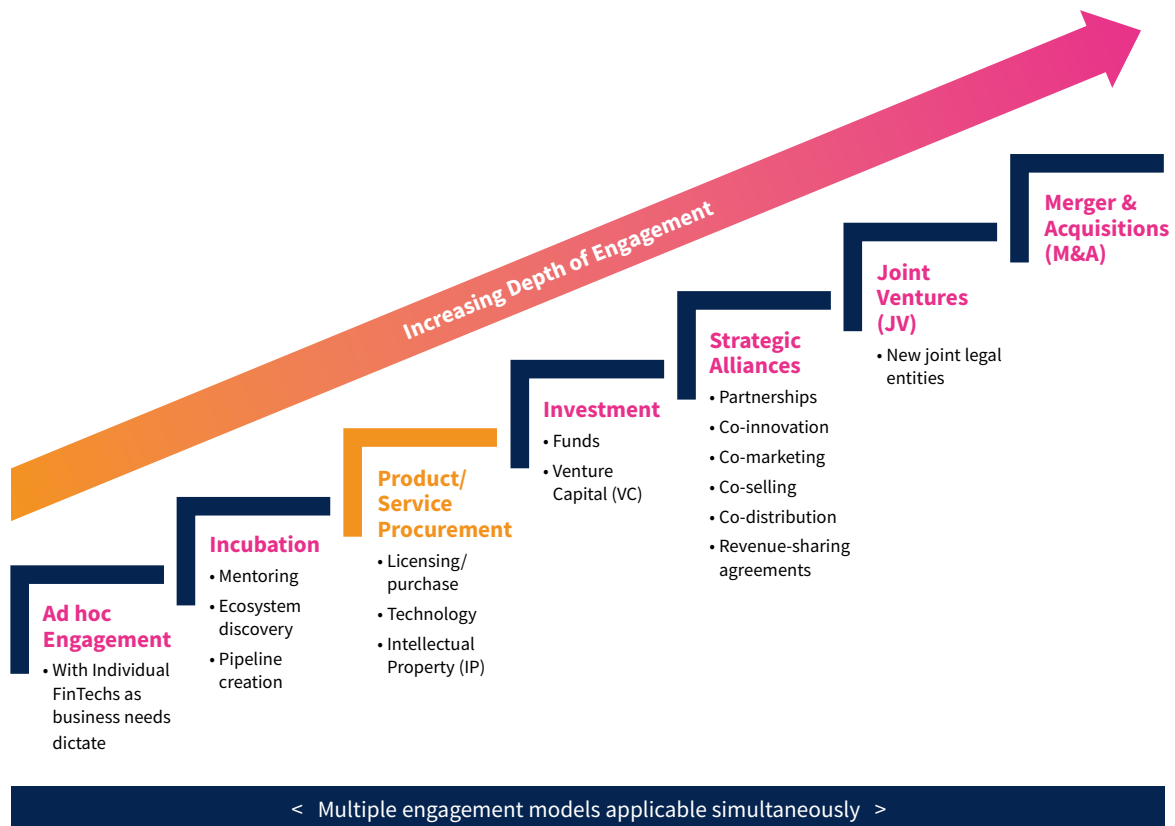 Increasing Depth of Engagement
Ad hoc
Engagement
• With Individual
FinTechs as
business needs
dictate
Incubation
• Mentoring
• Ecosystem
discovery
• Pipeline
creation
Product/
Service
Procurement
• Licensing/
purchase
• Technology
• Intellectual
Property (IP)
Investment
• Funds
• Venture
Capital (VC)
Strategic
Alliances
• Partnerships
• Co-innovation
• Co-marketing
• Co-selling
• Co-distribution
• Revenue-sharing
agreements
Joint
Ventures
(JV)
• New joint legal
entities
Merger &
Acquisitions
(M&A)
< Multiple engagement models applicable simultaneously >